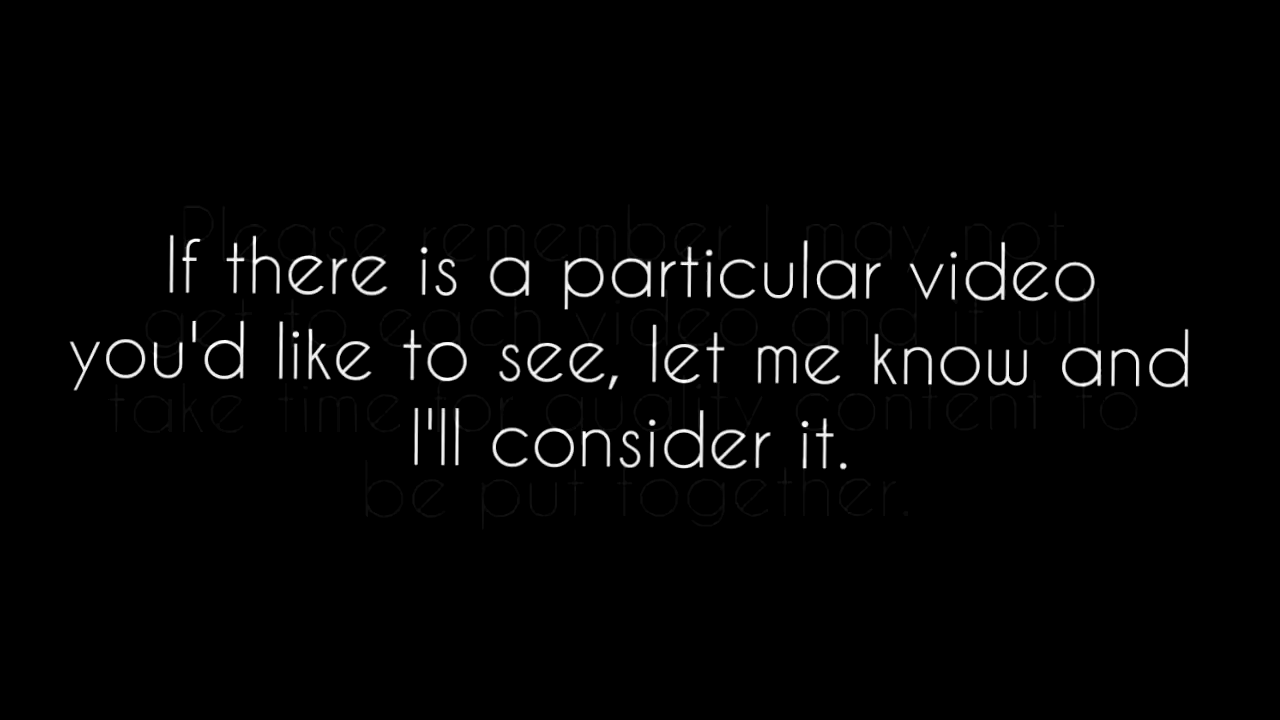 If there is a particular video
you'd like to see, let me know and
I'll consider it.
Please remember I may not
get to each video and it will
take time for quality content to
be put together.